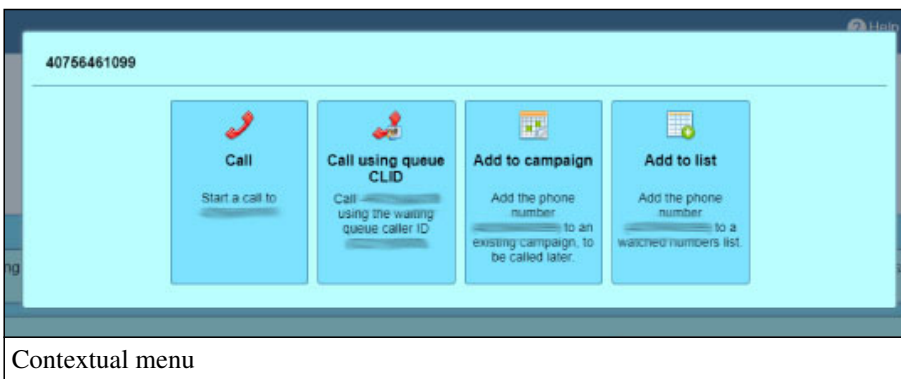 Help
40756461099
Call
Start a call to
Call using queue
CLID
Call
using the waiting
queue caller ID
Add to campaign
Add the phone
number
to an
existing campaign, to
be called later.
Add to list
Add the phone
number
to a
watched numbers list.
ng
Contextual menu